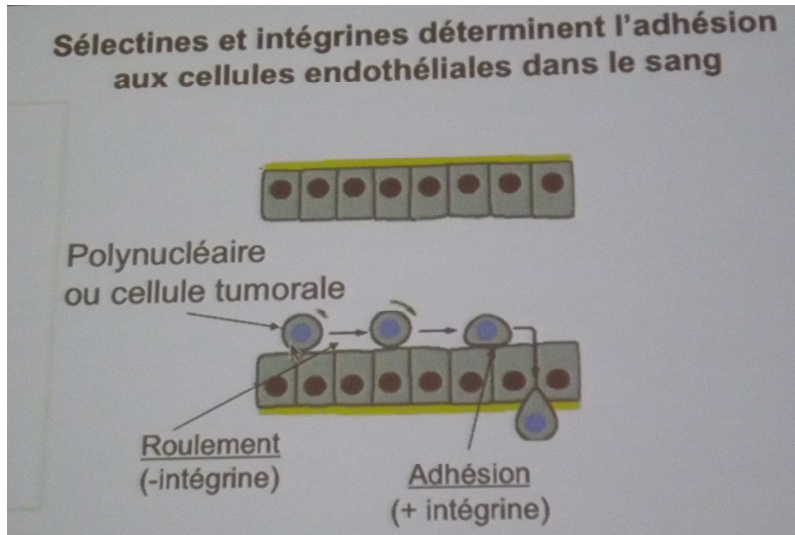 Sélectines et intégrines déterminent l'adhésion
aux cellules endothéliales dans le sang
Polynucléaire
ou cellule tumorale
Roulement
(-intégrine)
Adhésion
(+ intégrine)